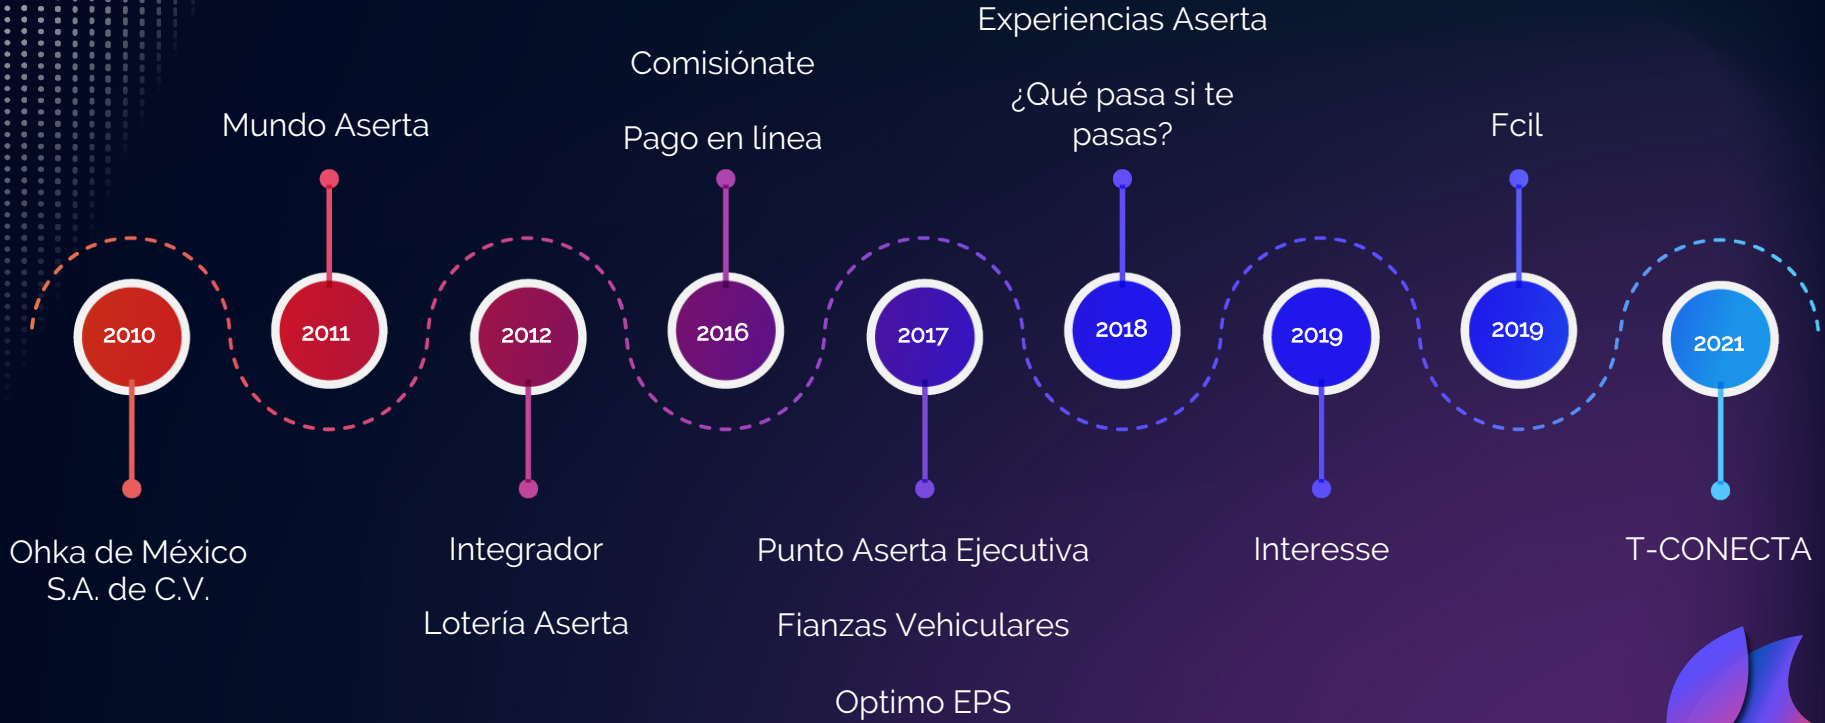 Experiencias Aserta
Comisiónate
¿Qué pasa si te
pasas?
Mundo Aserta
Pago en línea
Fcil
2010
2011
2012
2016
2017
2018
2019
2019
2021
Ohka de México
S.A. de C.V.
Integrador
Punto Aserta Ejecutiva
Interesse
T-CONECTA
Lotería Aserta
Fianzas Vehiculares
Optimo EPS